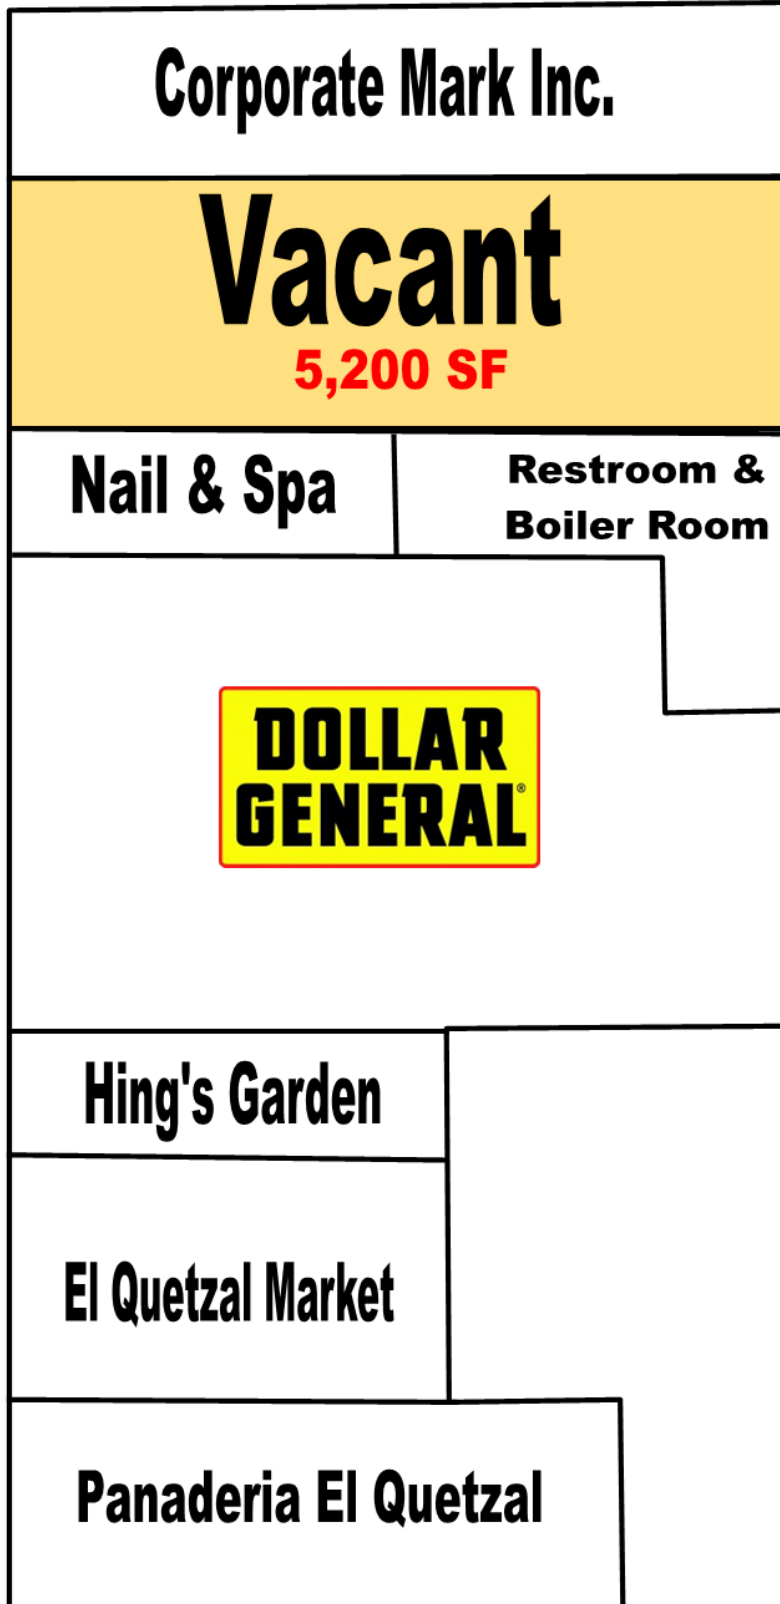 Corporate Mark Inc.
Vacant
5,200 SF
Nail & Spa
Restroom &
Boiler Room
DOLLAR
GENERAL®
Hing's Garden
El Quetzal Market
Panaderia El Quetzal